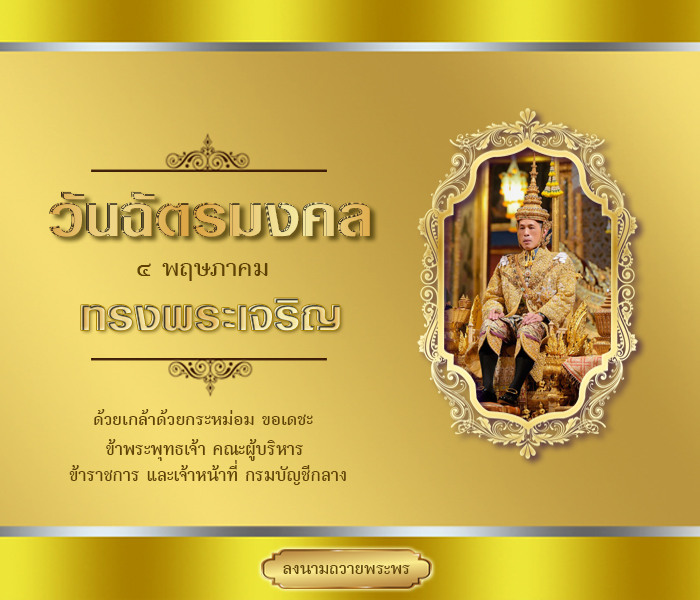 วันฉัตรมงคล
๔ พฤษภาคม
ทรงพระเจริญ
ด้วยเกล้าด้วยกระหม่อม ขอเดชะ
ข้าพระพุทธเจ้า คณะผู้บริหาร
ข้าราชการ และเจ้าหน้าที่ กรมบัญชีกลาง
ลงนามถวายพระพร